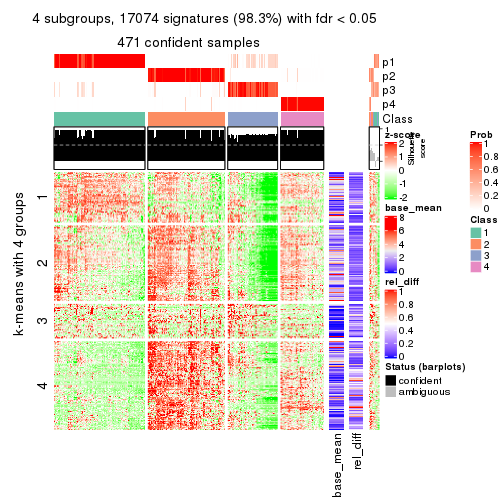 4 subgroups, 17074 signatures (98.3%) with fdr < 0.05
471 confident samples
p1
p2
p3
p4
Class
1
Silhouette
score
k-means with 4 groups
1
2
3
4
base_mean
rel_diff
z-score
2
1
0
-1
-2
base_mean
8
6
4
2
0
rel_diff
1
0.8
0.6
0.4
0.2
0
Status (barplots)
confident
ambiguous
Prob
1
0.8
0.6
0.4
0.2
0
Class
1
2
3
4